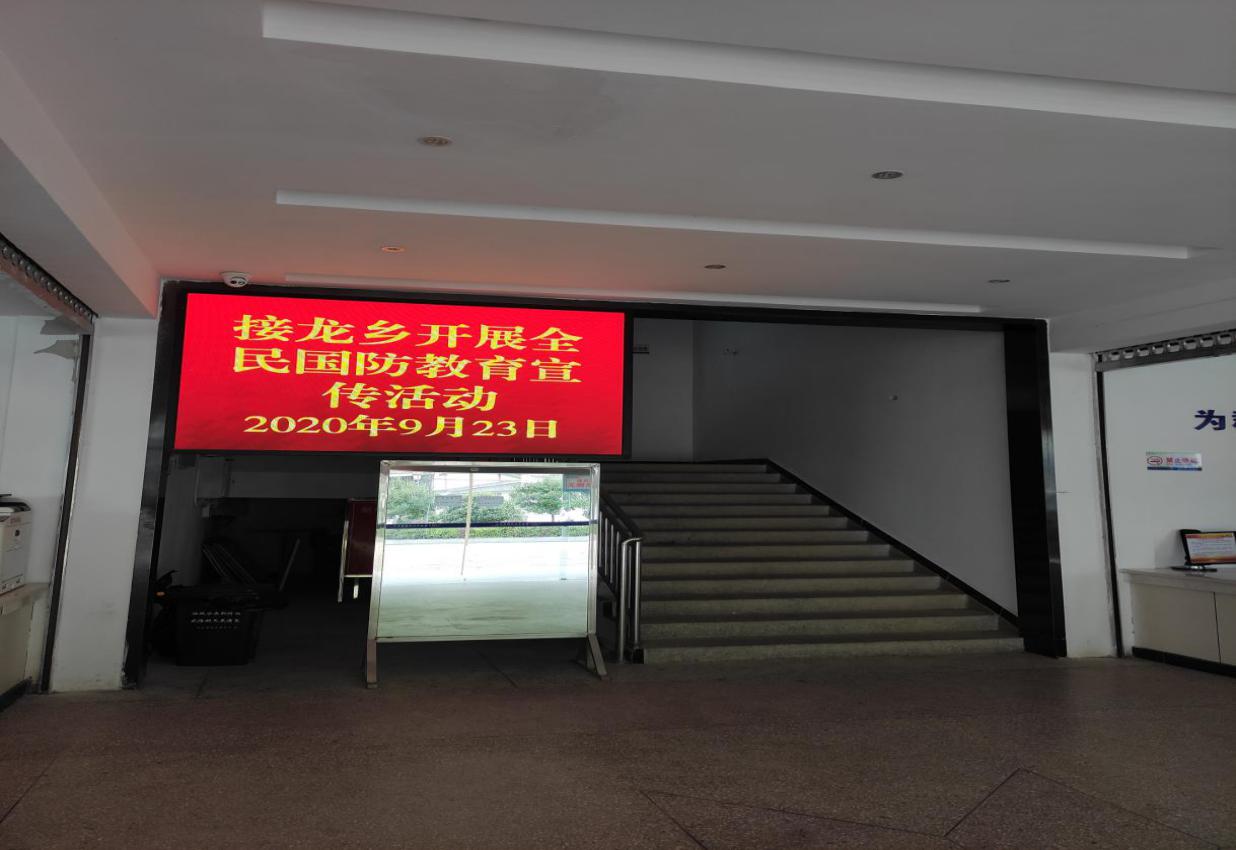 接龙乡开展全
民国防教育宣
传活动
2020年9月23日
为